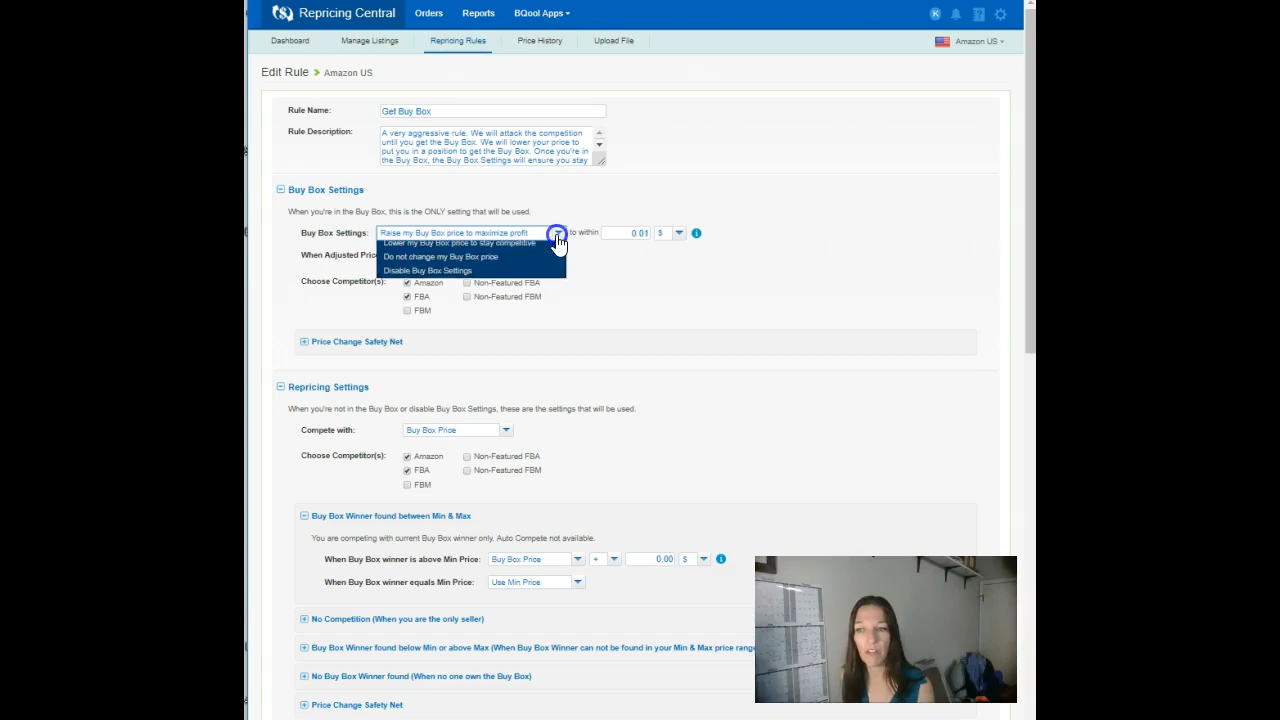 Repricing Central Orders Reports BQool Apps K
Dashboard Manage Listings Repricing Rules Price History Upload File Amazon US
Edit Rule > Amazon US
Rule Name: Get Buy Box
Rule Description: A very aggressive rule. We will attack the competition
until you get the Buy Box. We will lower your price to
put you in a position to get the Buy Box. Once you're in
the Buy Box, the Buy Box Settings will ensure you stay
Buy Box Settings
When you're in the Buy Box, this is the ONLY setting that will be used.
Buy Box Settings: Raise my Buy Box price to maximize profit to within 0.01 $
Lower my Buy Box price to stay competitive
When Adjusted Pric Do not change my Buy Box price
Disable Buy Box Settings
Choose Competitor(s): Amazon Non-Featured FBA
FBA Non-Featured FBM
FBM
Price Change Safety Net
Repricing Settings
When you're not in the Buy Box or disable Buy Box Settings, these are the settings that will be used.
Compete with: Buy Box Price
Choose Competitor(s): Amazon Non-Featured FBA
FBA Non-Featured FBM
FBM
Buy Box Winner found between Min & Max
You are competing with current Buy Box winner only. Auto Compete not available.
When Buy Box winner is above Min Price: Buy Box Price + 0.00 $
When Buy Box winner equals Min Price: Use Min Price
No Competition (When you are the only seller)
Buy Box Winner found below Min or above Max (When Buy Box Winner can not be found in your Min & Max price range
No Buy Box Winner found (When no one own the Buy Box)
Price Change Safety Net